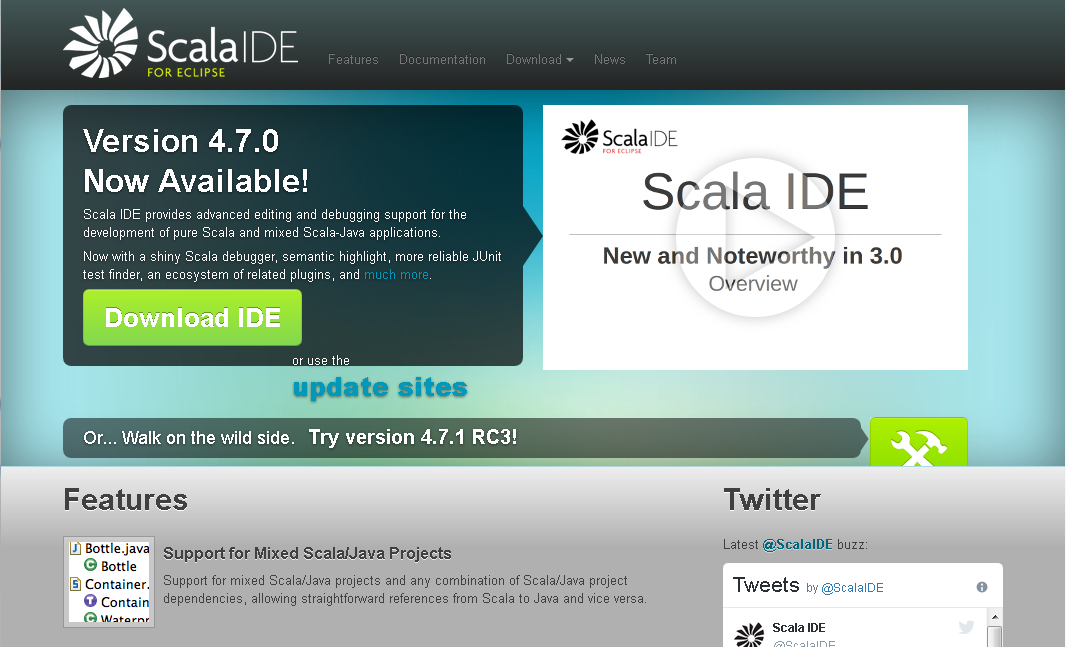 ScalaIDE
FOR ECLIPSE
Features Documentation Download News Team
Version 4.7.0
Now Available!
Scala IDE provides advanced editing and debugging support for the
development of pure Scala and mixed Scala-Java applications.
Now with a shiny Scala debugger, semantic highlight, more reliable JUnit
test finder, an ecosystem of related plugins, and much more.
Download IDE
or use the
update sites
ScalaIDE
FOR ECLIPSE
Scala IDE
New and Noteworthy in 3.0
Overview
Or... Walk on the wild side. Try version 4.7.1 RC3!
Features
Bottle.java
Bottle
Container.
Contain
Waterpr
Support for Mixed Scala/Java Projects
Support for mixed Scala/Java projects and any combination of Scala/Java project
dependencies, allowing straightforward references from Scala to Java and vice versa.
Twitter
Latest @ScalaIDE buzz:
Tweets by @ScalaIDE
Scala IDE
@ScalaIDE